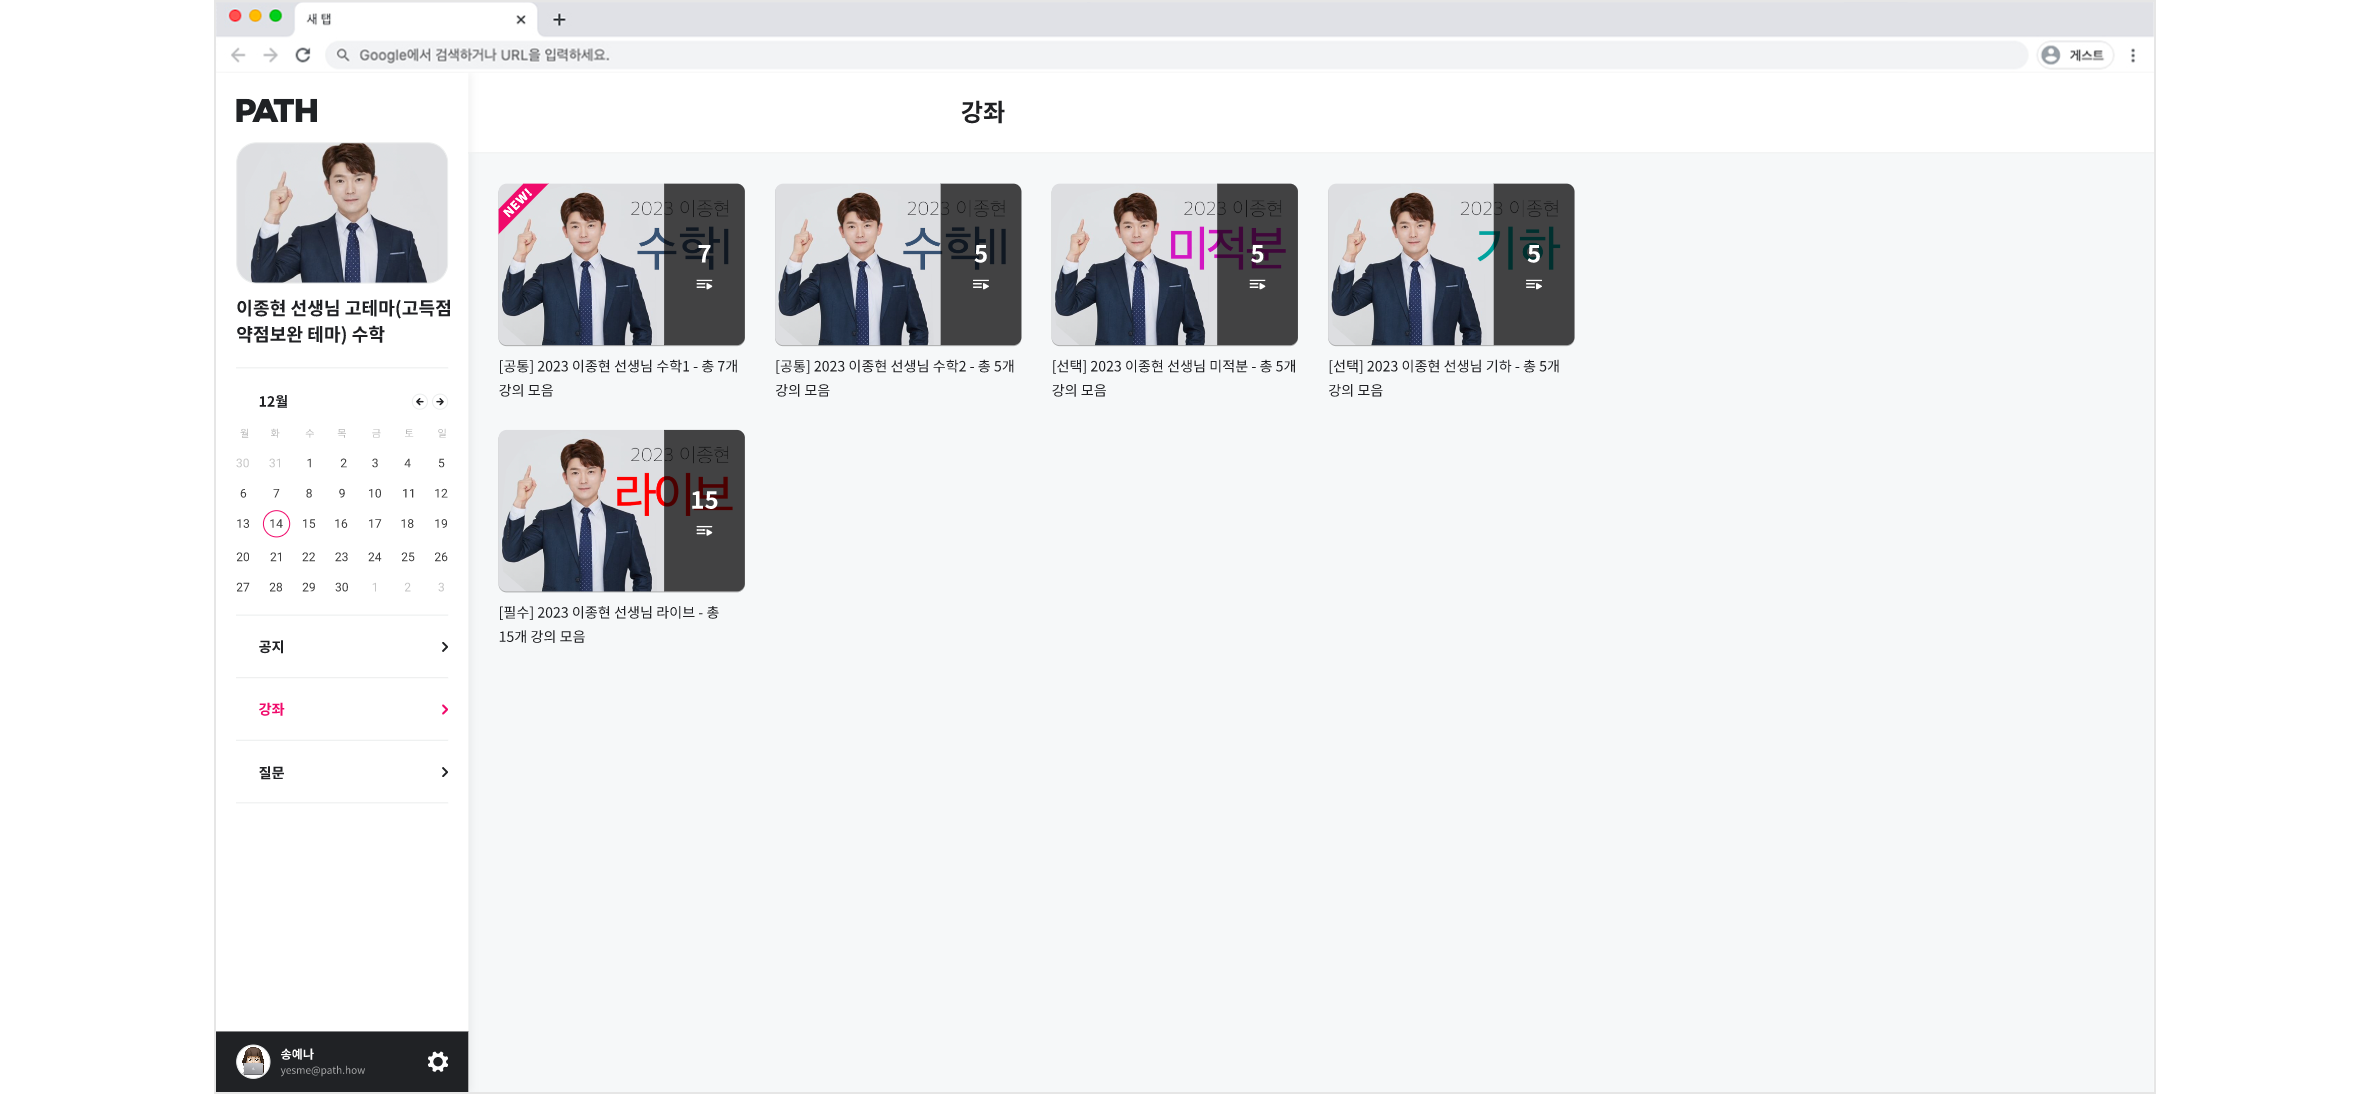 새 탭
Google에서 검색하거나 URL을 입력하세요.
게스트
PATH
강좌
이종현 선생님 고테마(고득점
약점보완 테마) 수학
12월
월 화 수 목 금 토 일
30 31 1 2 3 4 5
6 7 8 9 10 11 12
13 14 15 16 17 18 19
20 21 22 23 24 25 26
27 28 29 30 1 2 3
공지
강좌
질문
송예나
yesme@path.how
NEW!
2023 이종현
수학I
7
[공통] 2023 이종현 선생님 수학1 - 총 7개
강의 모음
2023 이종현
수학II
5
[공통] 2023 이종현 선생님 수학2 - 총 5개
강의 모음
2023 이종현
미적분
5
[선택] 2023 이종현 선생님 미적분 - 총 5개
강의 모음
2023 이종현
기하
5
[선택] 2023 이종현 선생님 기하 - 총 5개
강의 모음
2023 이종현
라이브
15
[필수] 2023 이종현 선생님 라이브 - 총
15개 강의 모음